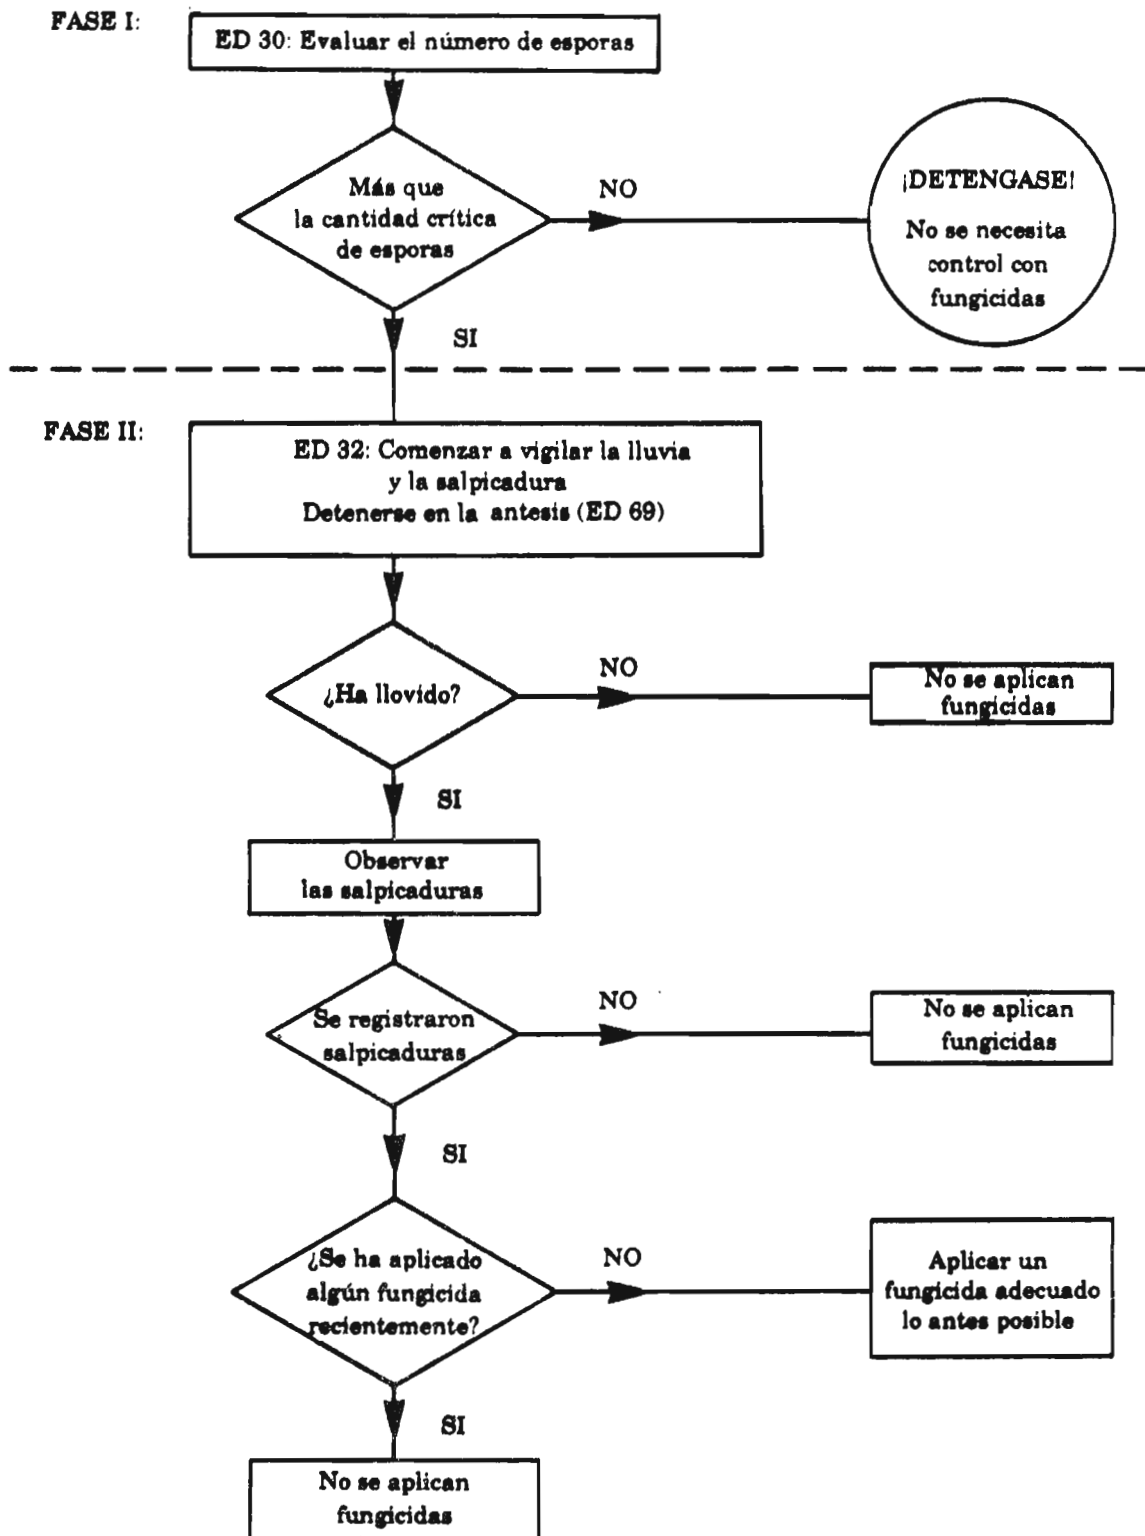 FASE I:
ED 30: Evaluar el número de esporas
Más que
la cantidad crítica
de esporas
NO
¡DETENGASE!
No se necesita
control con
fungicidas
SI
FASE II:
ED 32: Comenzar a vigilar la lluvia
y la salpicadura
Detenerse en la antesis (ED 69)
¿Ha llovido?
NO
No se aplican
fungicidas
SI
Observar
las salpicaduras
Se registraron
salpicaduras
NO
No se aplican
fungicidas
SI
¿Se ha aplicado
algún fungicida
recientemente?
NO
Aplicar un
fungicida adecuado
lo antes posible
SI
No se aplican
fungicidas